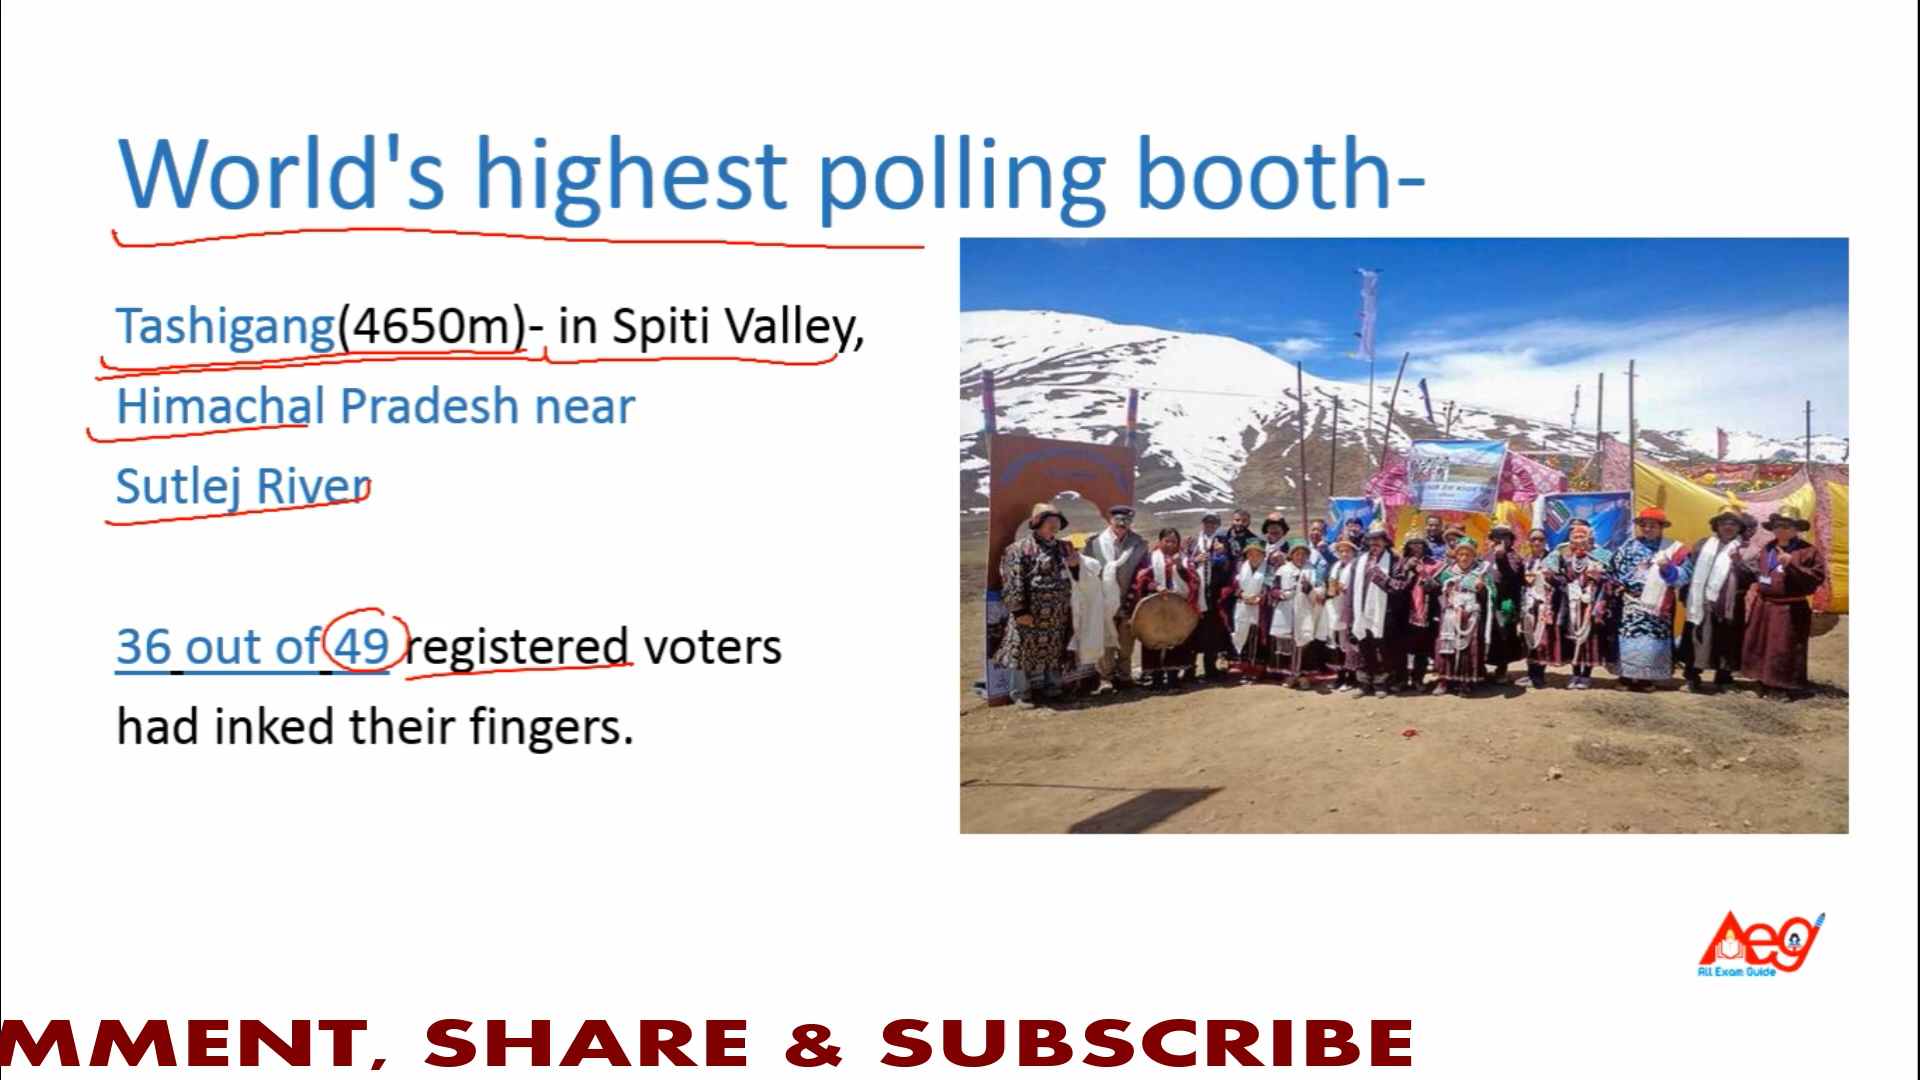 World's highest polling booth-
Tashigang(4650m)- in Spiti Valley,
Himachal Pradesh near
Sutlej River
36 out of 49 registered voters
had inked their fingers.
Aeg
All Exam Guide
MMENT, SHARE & SUBSCRIBE